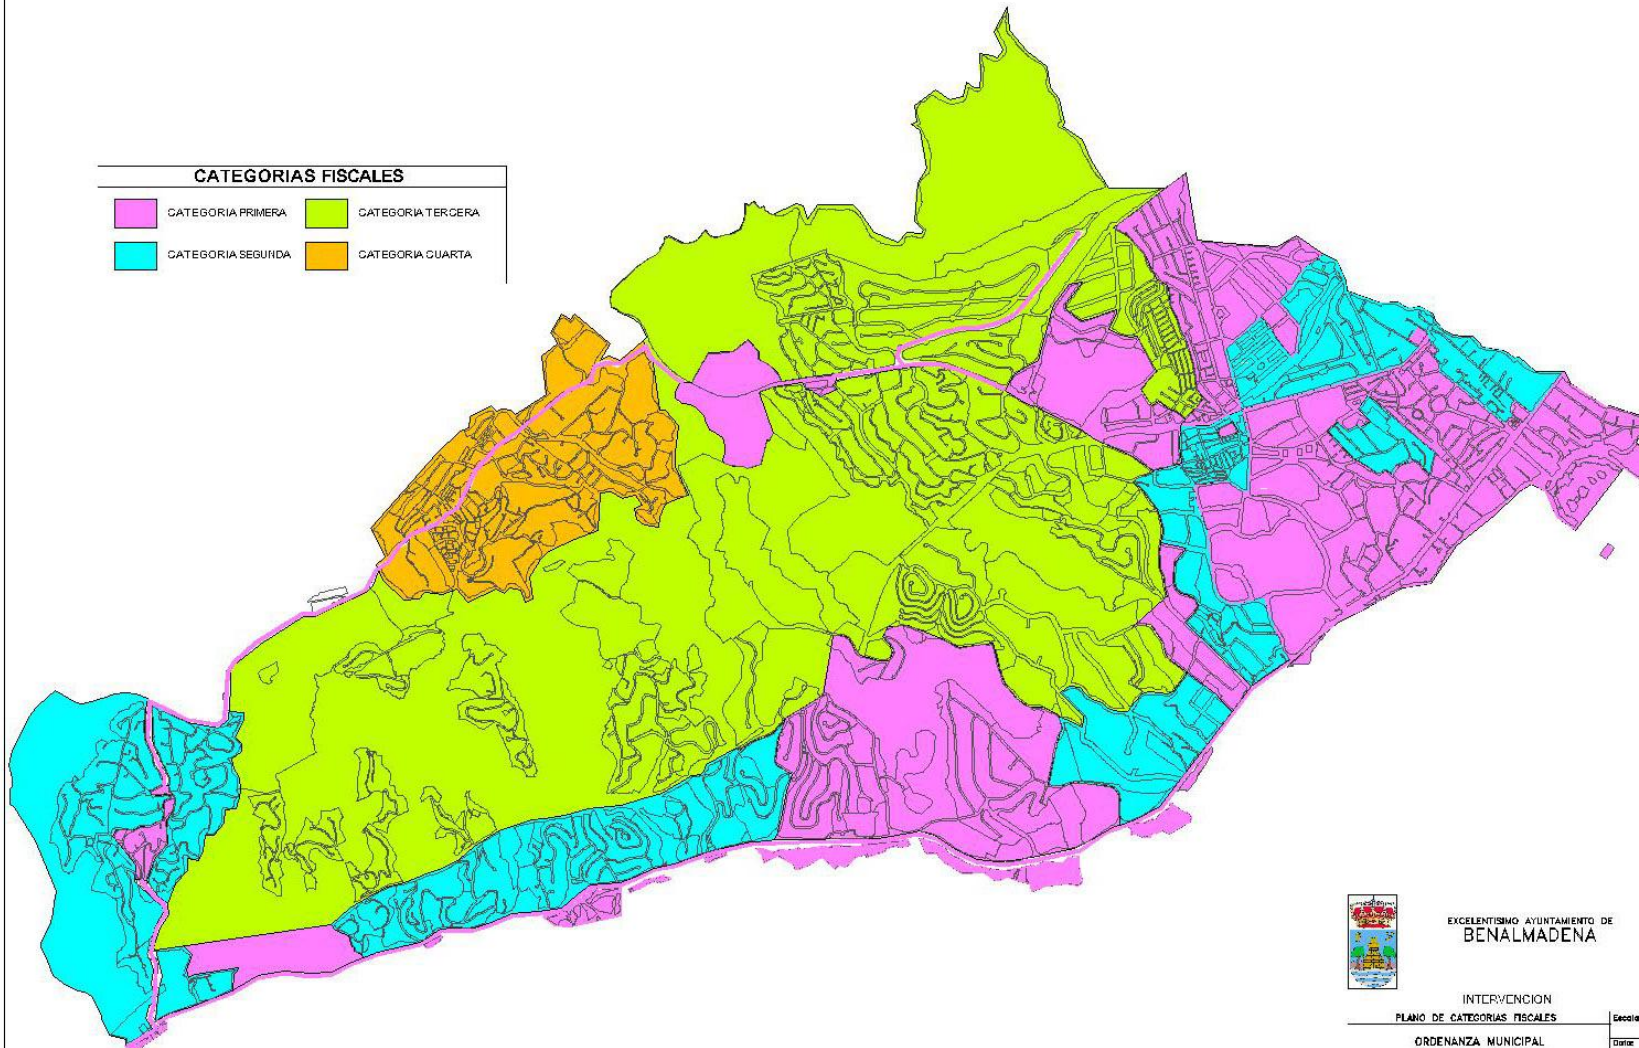 CATEGORIAS FISCALES
CATEGORIA PRIMERA
CATEGORIA TERCERA
CATEGORIA SEGUNDA
CATEGORIA CUARTA
EXCELENTISIMO AYUNTAMIENTO DE
BENALMADENA
INTERVENCION
PLANO DE CATEGORIAS FISCALES
Escala
ORDENANZA MUNICIPAL